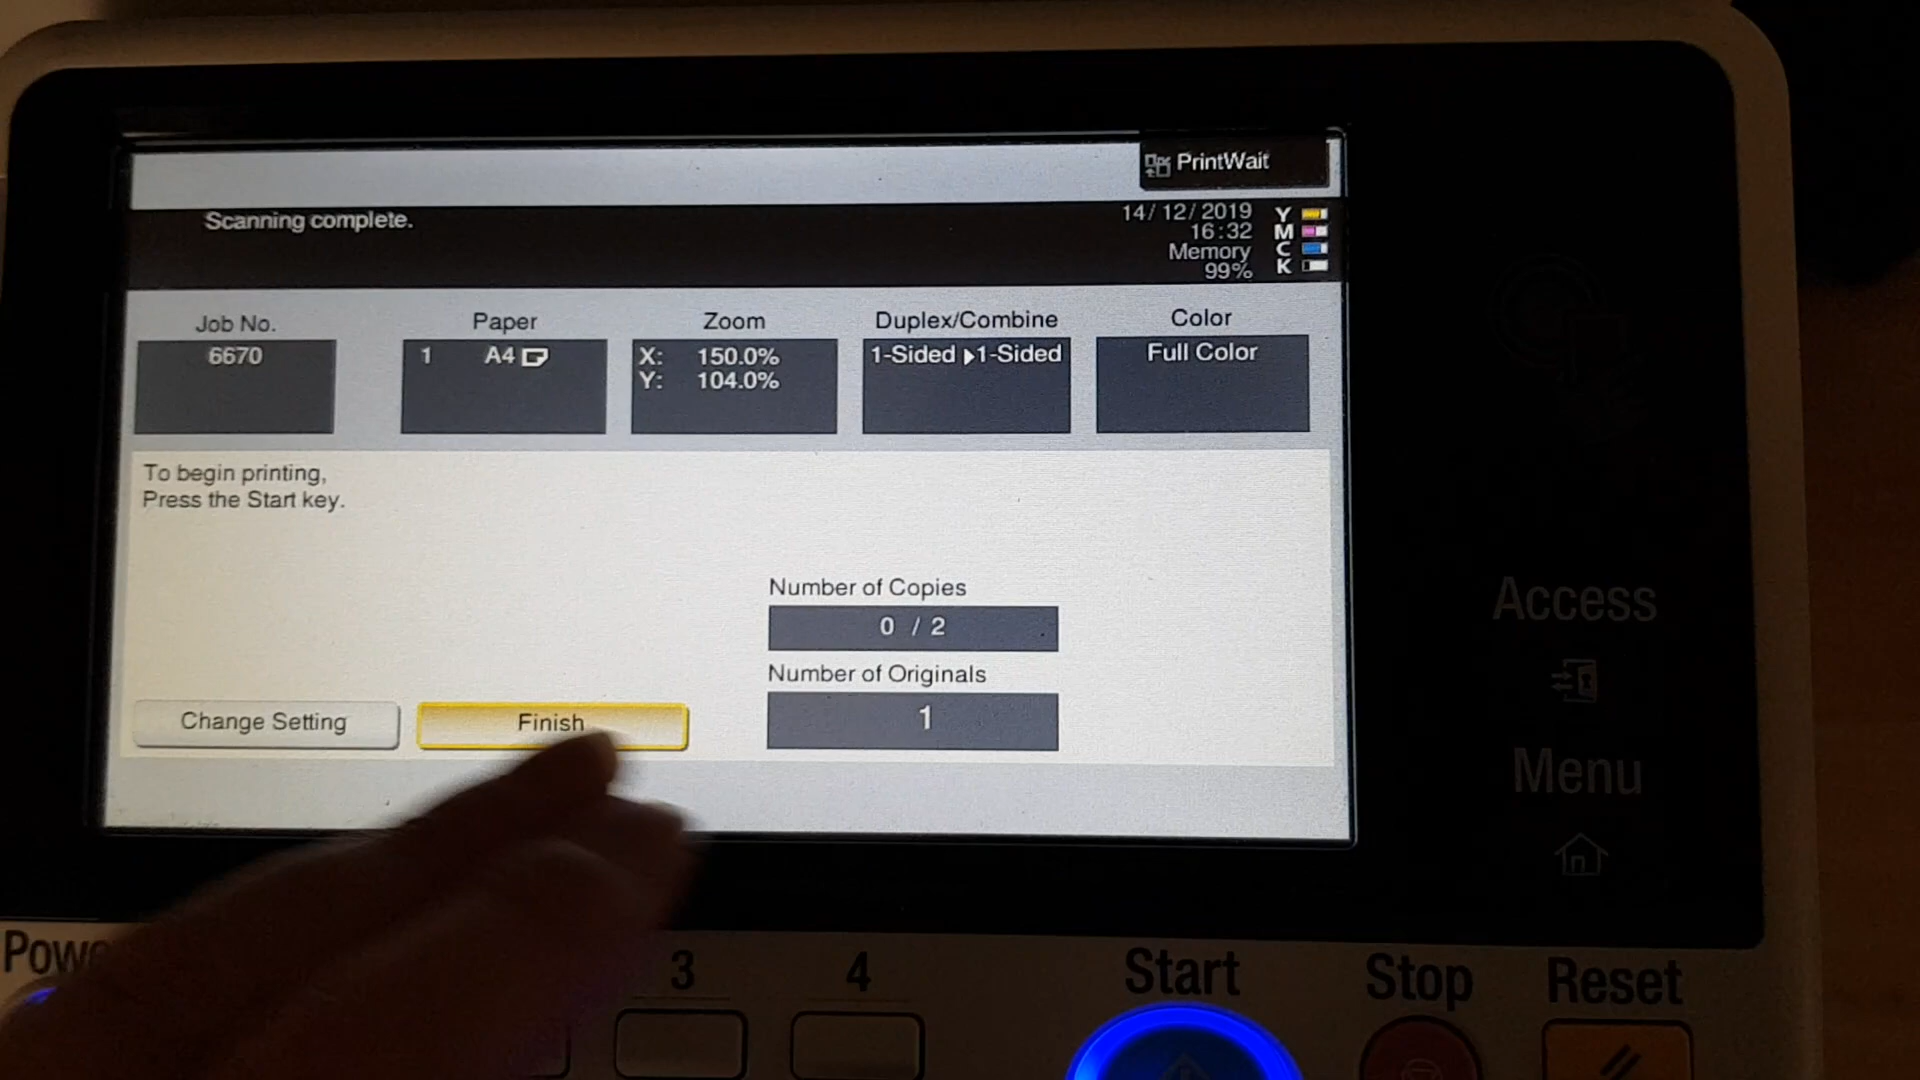 PrintWait
Scanning complete.
14/12/2019
16:32
Memory
99%
Y
M
C
K
Job No.
6670
Paper
1 A4
Zoom
X: 150.0%
Y: 104.0%
Duplex/Combine
1-Sided ▶1-Sided
Color
Full Color
To begin printing,
Press the Start key.
Number of Copies
0 / 2
Number of Originals
1
Change Setting
Finish
Access
Menu
3
4
Start
Stop
Reset